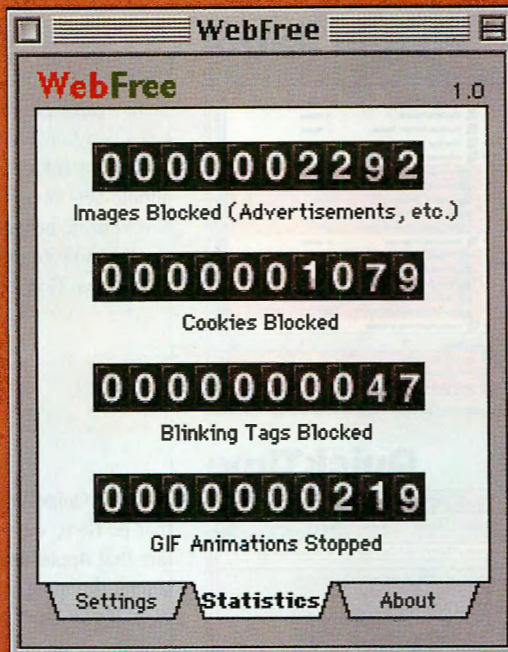 WebFree
WebFree 1.0
0000002292
Images Blocked (Advertisements, etc.)
0000001079
Cookies Blocked
0000000047
Blinking Tags Blocked
0000000219
GIF Animations Stopped
Settings Statistics About